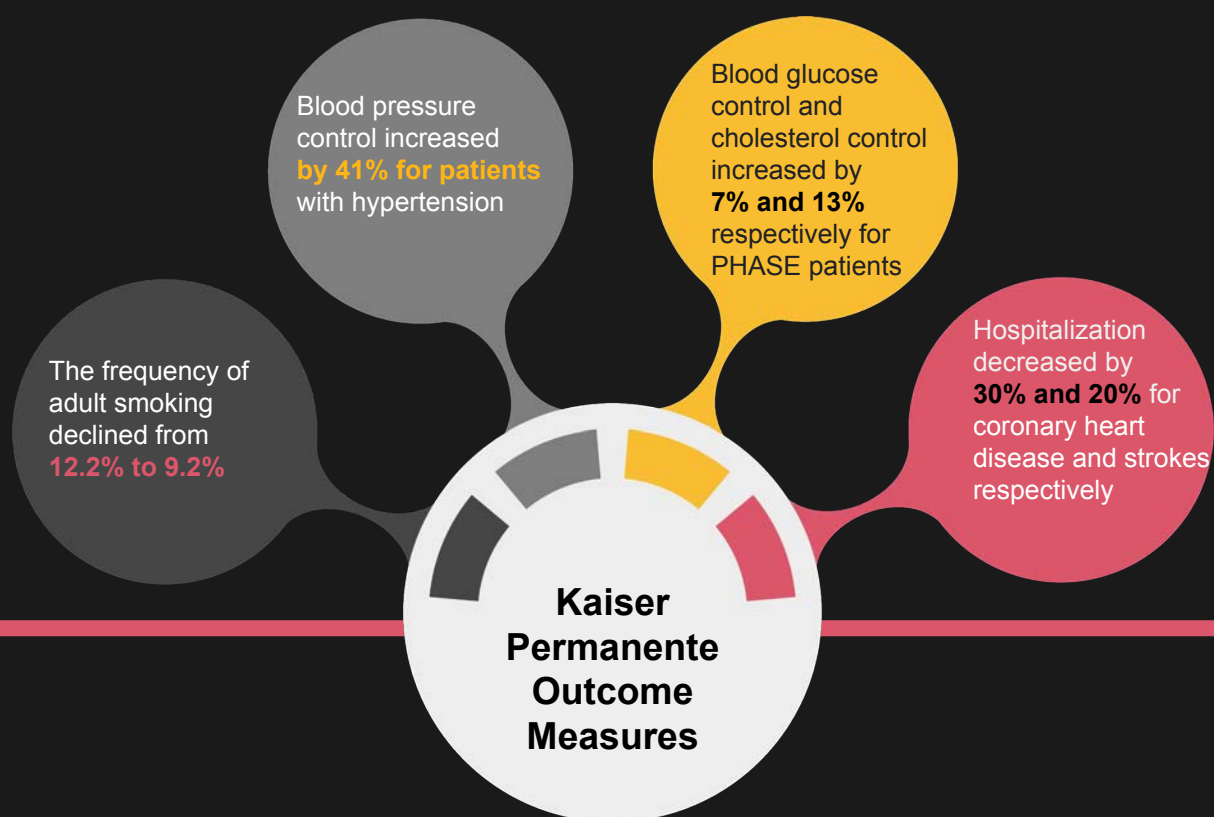 Blood pressure
control increased
by 41% for patients
with hypertension
Blood glucose
control and
cholesterol control
increased by
7% and 13%
respectively for
PHASE patients
The frequency of
adult smoking
declined from
12.2% to 9.2%
Hospitalization
decreased by
30% and 20% for
coronary heart
disease and strokes
respectively
Kaiser
Permanente
Outcome
Measures